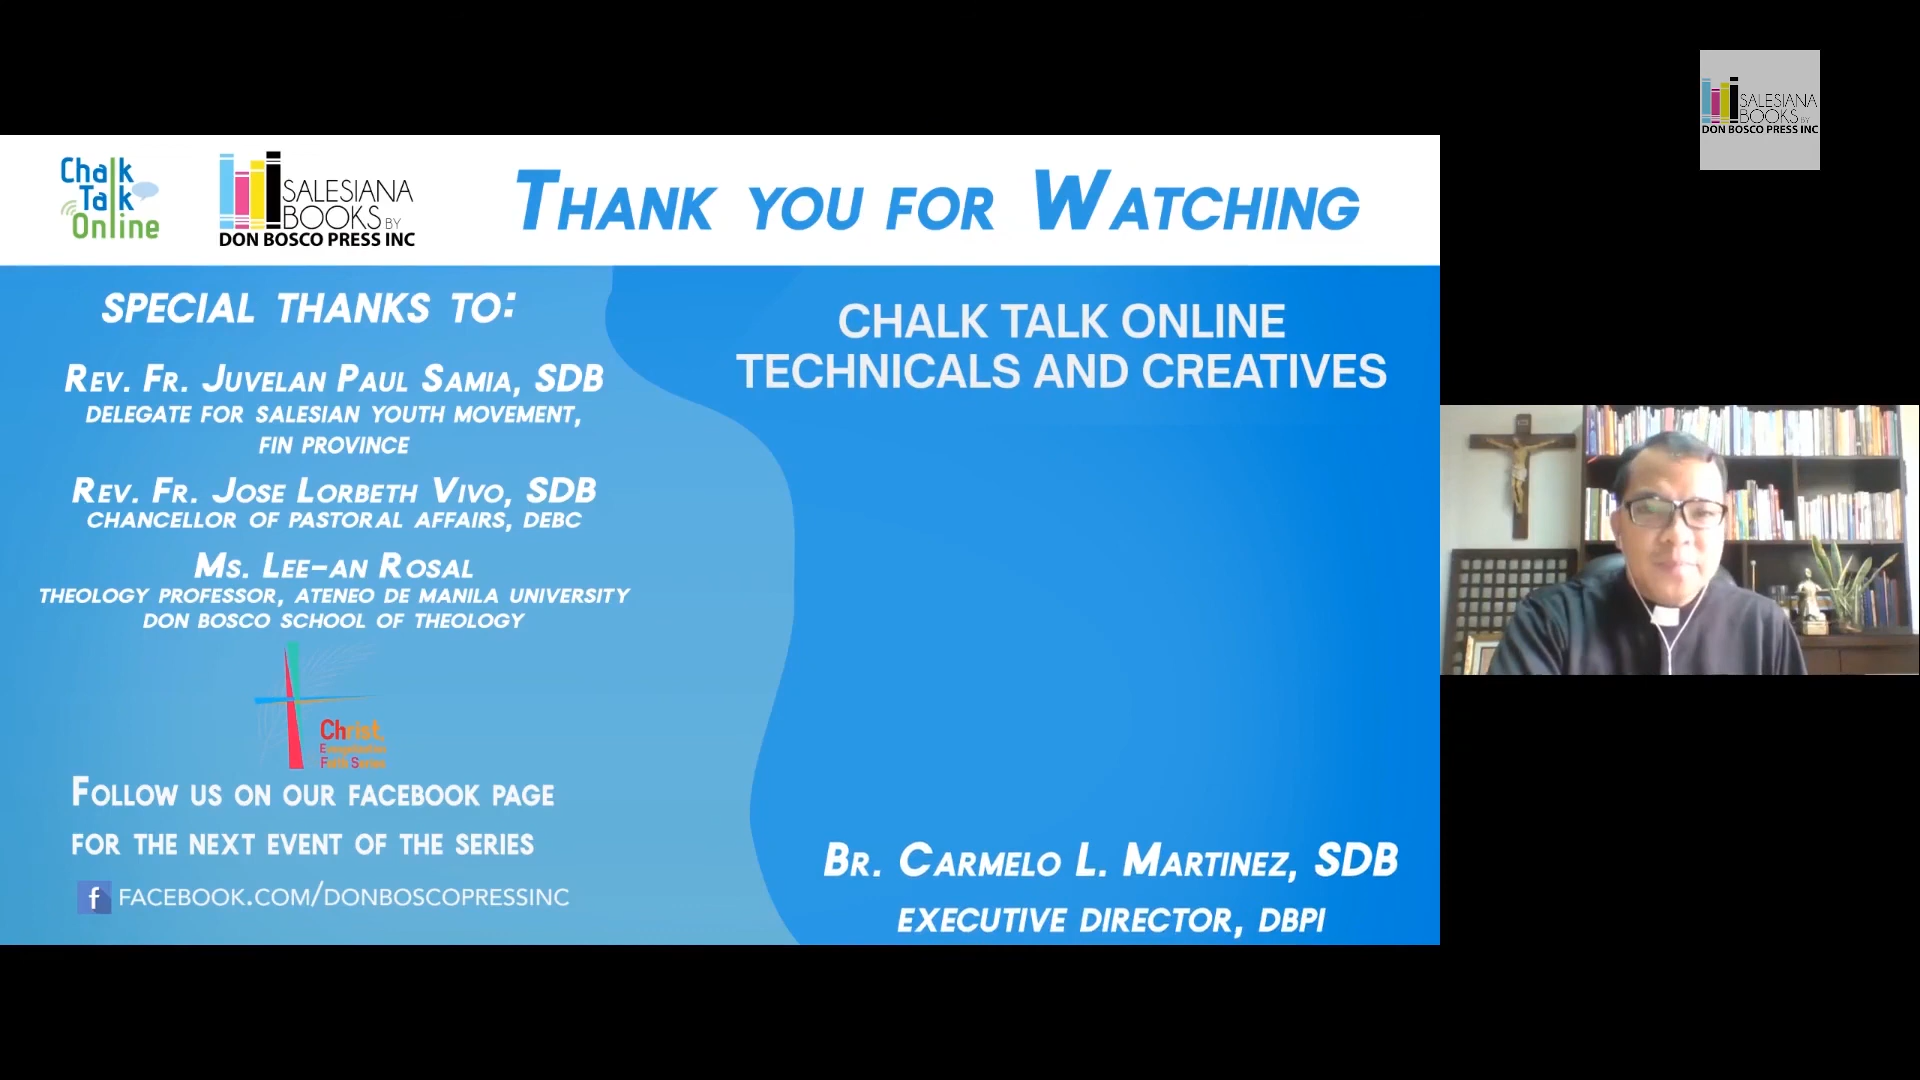 Chalk
Talk
Online
SALESIANA
BOOKS BY
DON BOSCO PRESS INC
THANK YOU FOR WATCHING
SPECIAL THANKS TO:
REV. FR. JUVELAN PAUL SAMIA, SDB
DELEGATE FOR SALESIAN YOUTH MOVEMENT,
FIN PROVINCE
REV. FR. JOSE LORBETH VIVO, SDB
CHANCELLOR OF PASTORAL AFFAIRS, DEBC
MS. LEE-AN ROSAL
THEOLOGY PROFESSOR, ATENEO DE MANILA UNIVERSITY
DON BOSCO SCHOOL OF THEOLOGY
Christ,
Evangelization
Faith Series
FOLLOW US ON OUR FACEBOOK PAGE
FOR THE NEXT EVENT OF THE SERIES
f FACEBOOK.COM/DONBOSCOPRESSINC
CHALK TALK ONLINE
TECHNICALS AND CREATIVES
BR. CARMELO L. MARTINEZ, SDB
EXECUTIVE DIRECTOR, DBPI
SALESIANA
BOOKS BY
DON BOSCO PRESS INC